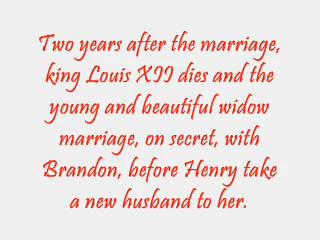 Two years after the marriage,
king Louis XII dies and the
young and beautiful widow
marriage, on secret, with
Brandon, before Henry take
a new husband to her.